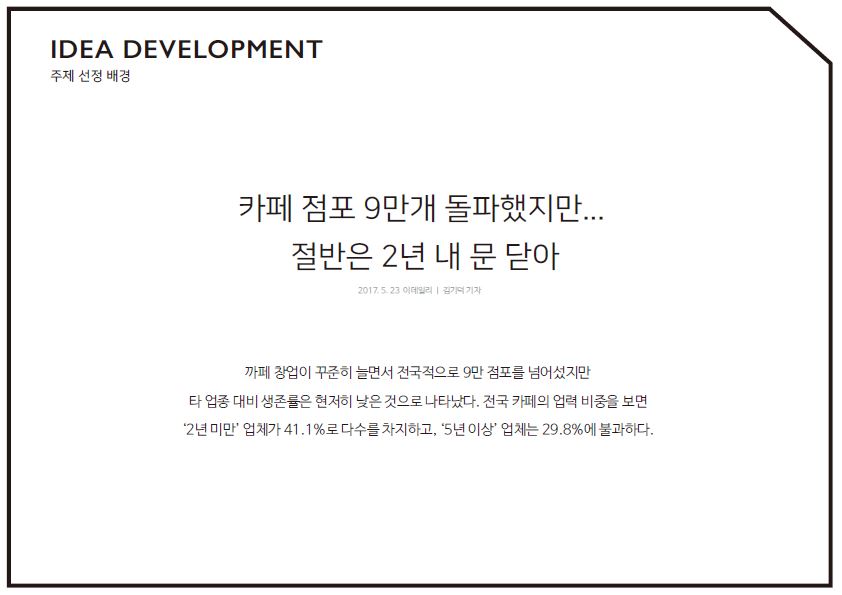 IDEA DEVELOPMENT
주제 선정 배경
카페 점포 9만개 돌파했지만...
절반은 2년 내 문 닫아
2017. 5. 23 이데일리 | 김기덕 기자
까페 창업이 꾸준히 늘면서 전국적으로 9만 점포를 넘어섰지만
타 업종 대비 생존률은 현저히 낮은 것으로 나타났다. 전국 카페의 업력 비중을 보면
‘2년 미만’ 업체가 41.1%로 다수를 차지하고, ‘5년 이상’ 업체는 29.8%에 불과하다.